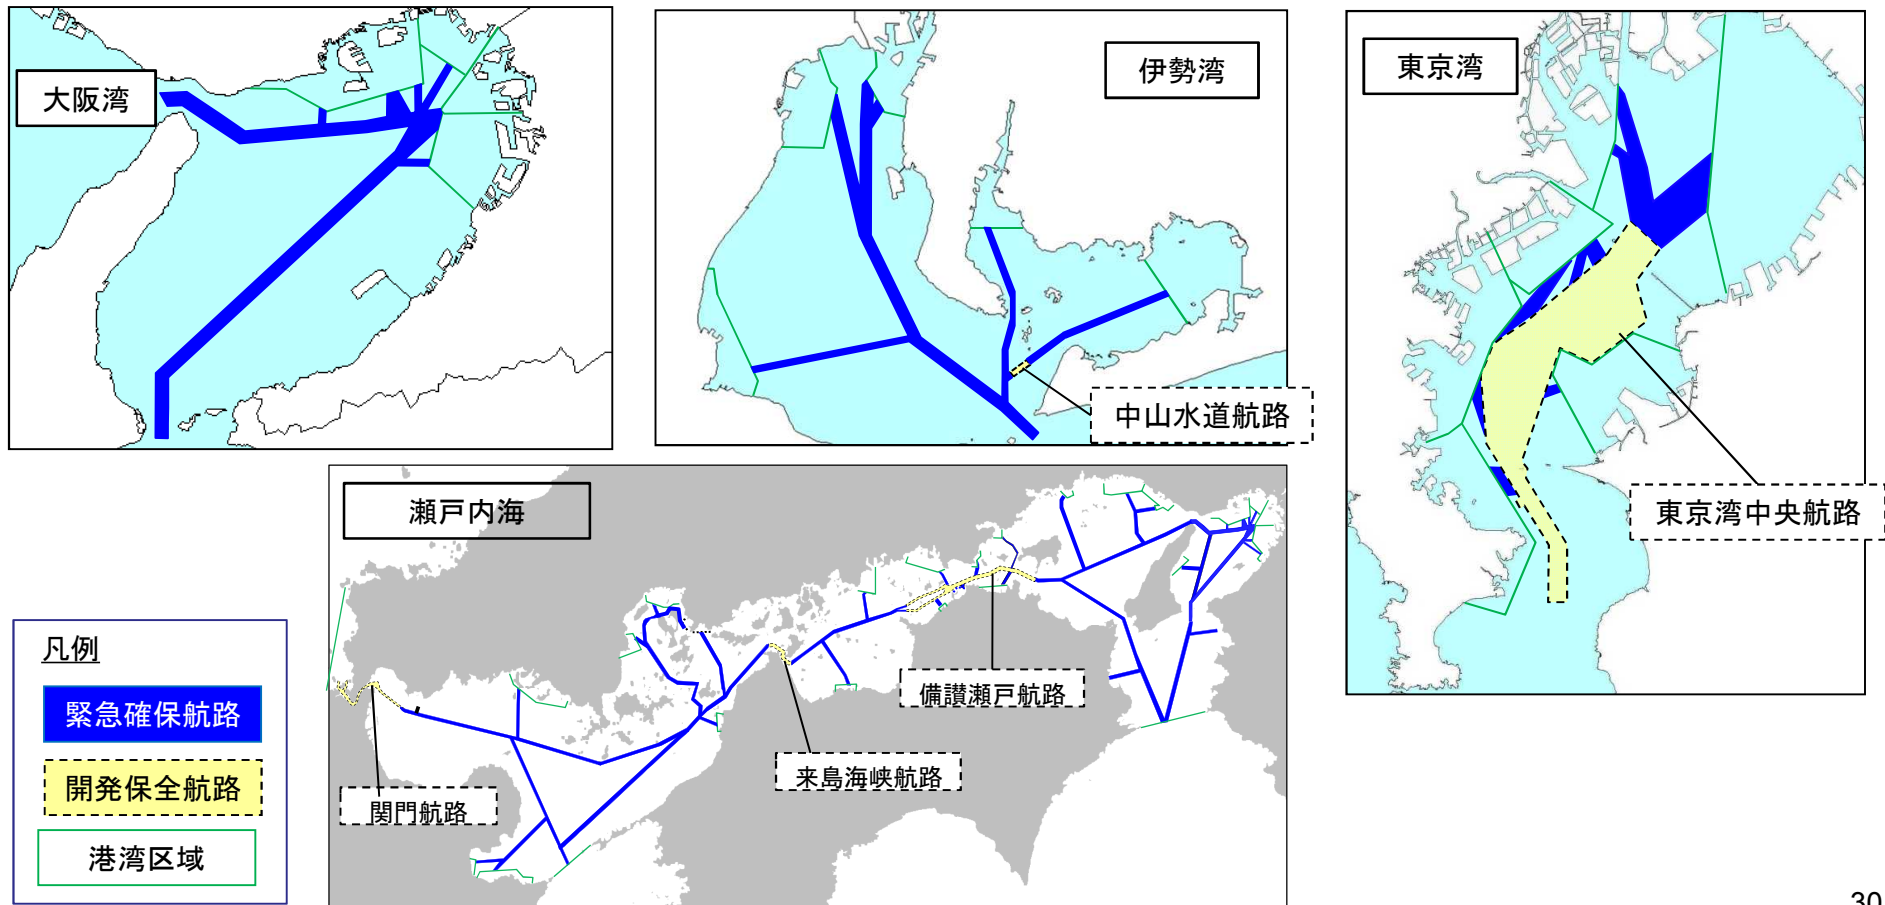 大阪湾
伊勢湾
中山水道航路
東京湾
東京湾中央航路
瀬戸内海
備讃瀬戸航路
来島海峡航路
関門航路
凡例
緊急確保航路
開発保全航路
港湾区域
30